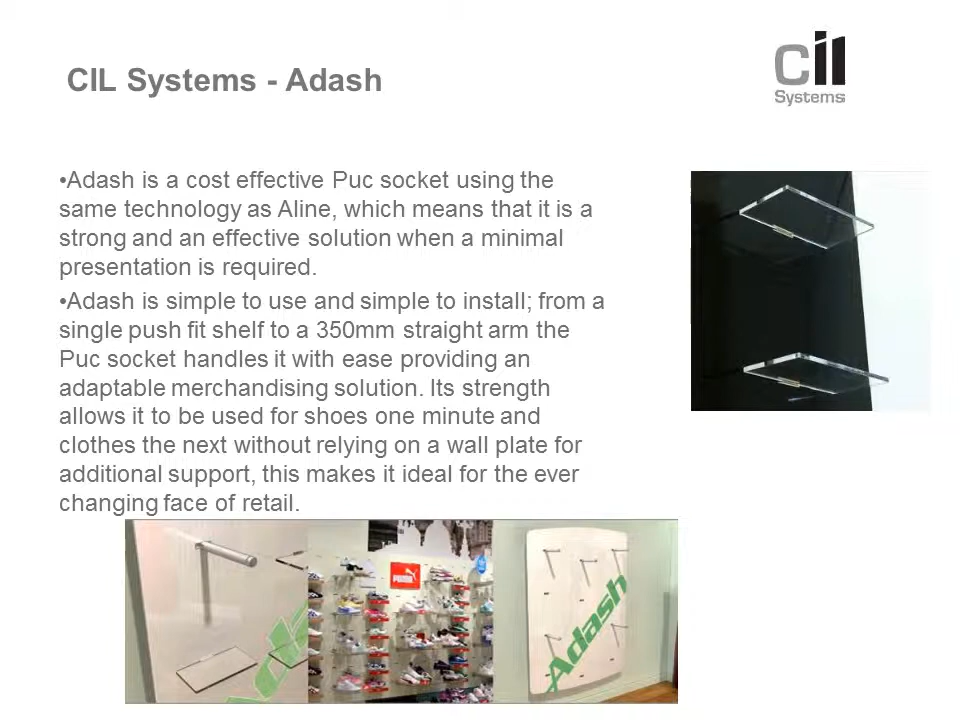 CIL Systems - Adash
cil
Systems
•Adash is a cost effective Puc socket using the
same technology as Aline, which means that it is a
strong and an effective solution when a minimal
presentation is required.
•Adash is simple to use and simple to install; from a
single push fit shelf to a 350mm straight arm the
Puc socket handles it with ease providing an
adaptable merchandising solution. Its strength
allows it to be used for shoes one minute and
clothes the next without relying on a wall plate for
additional support, this makes it ideal for the ever
changing face of retail.
PUMA
Adash